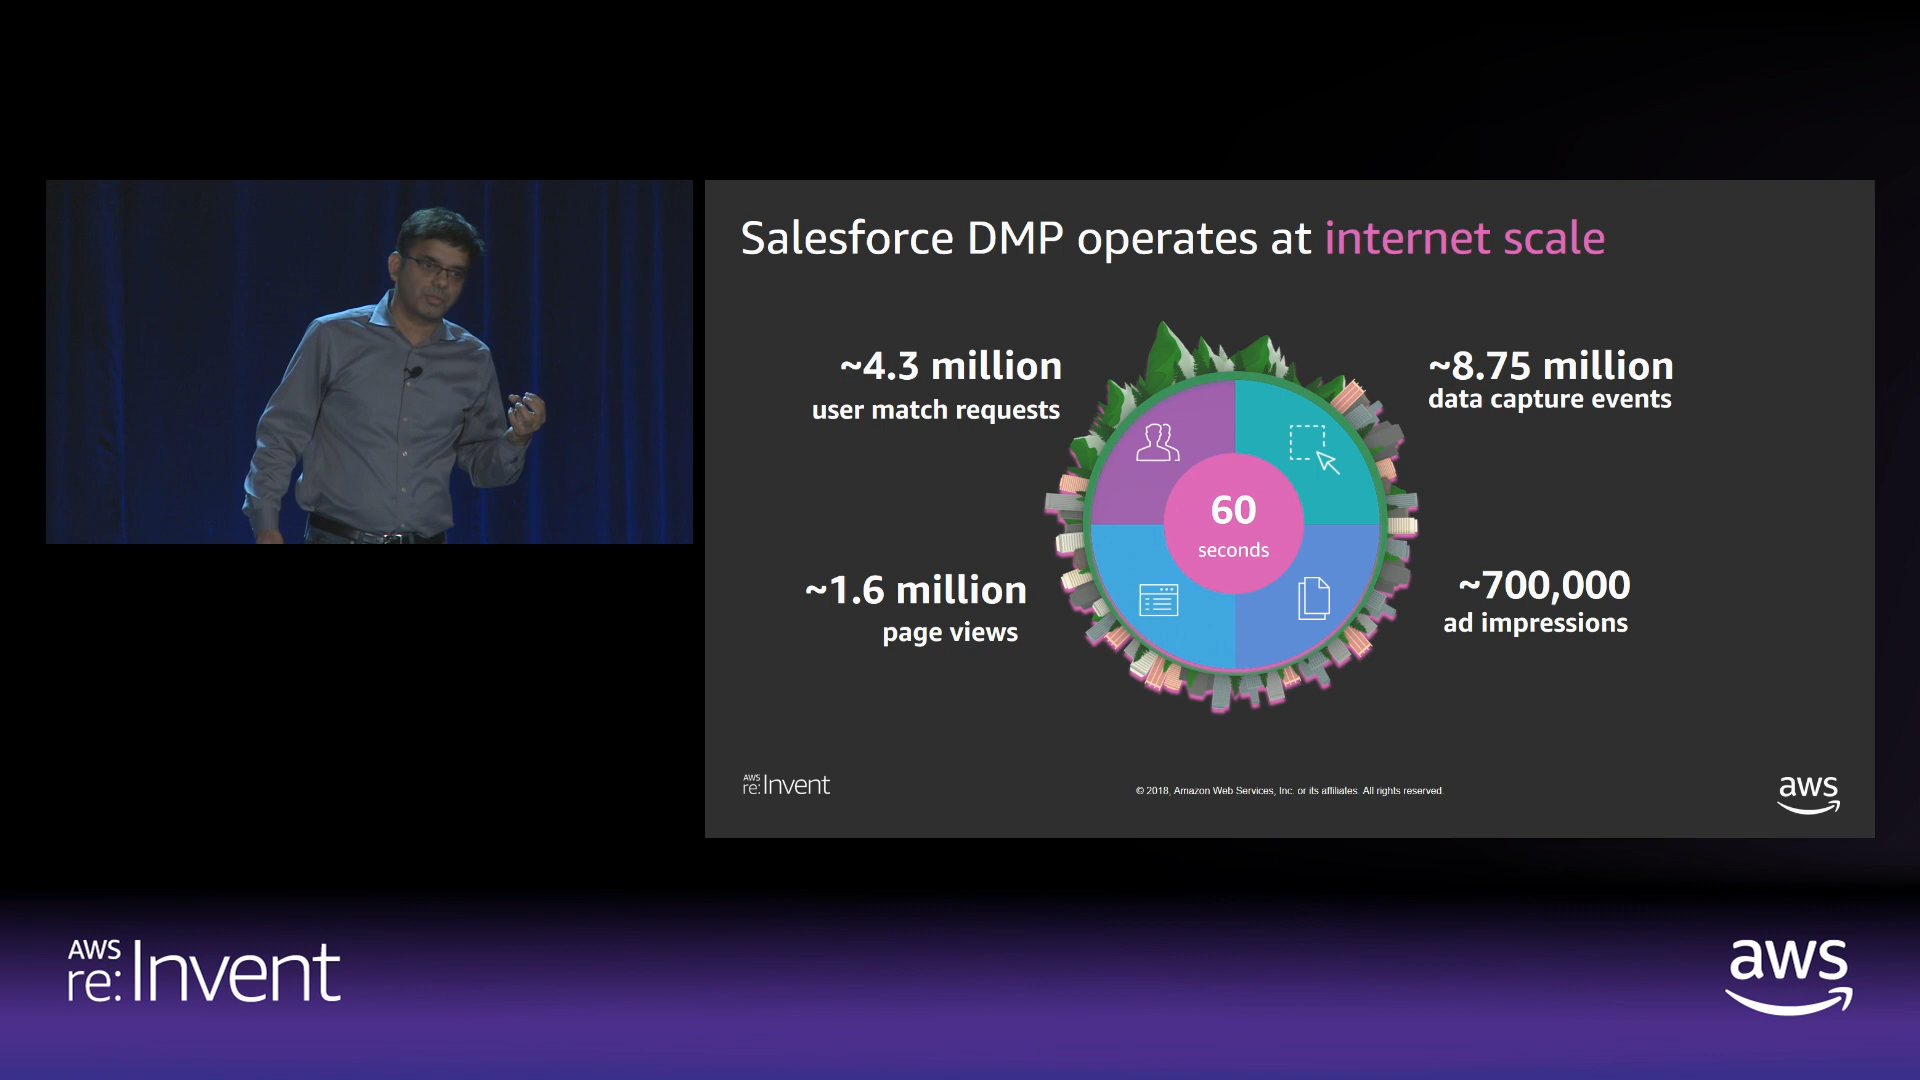 Salesforce DMP operates at internet scale
~4.3 million
user match requests
~8.75 million
data capture events
60
seconds
~1.6 million
page views
~700,000
ad impressions
AWS
re:Invent
© 2018, Amazon Web Services, Inc. or its affiliates. All rights reserved.
aws
AWS
re:Invent
aws